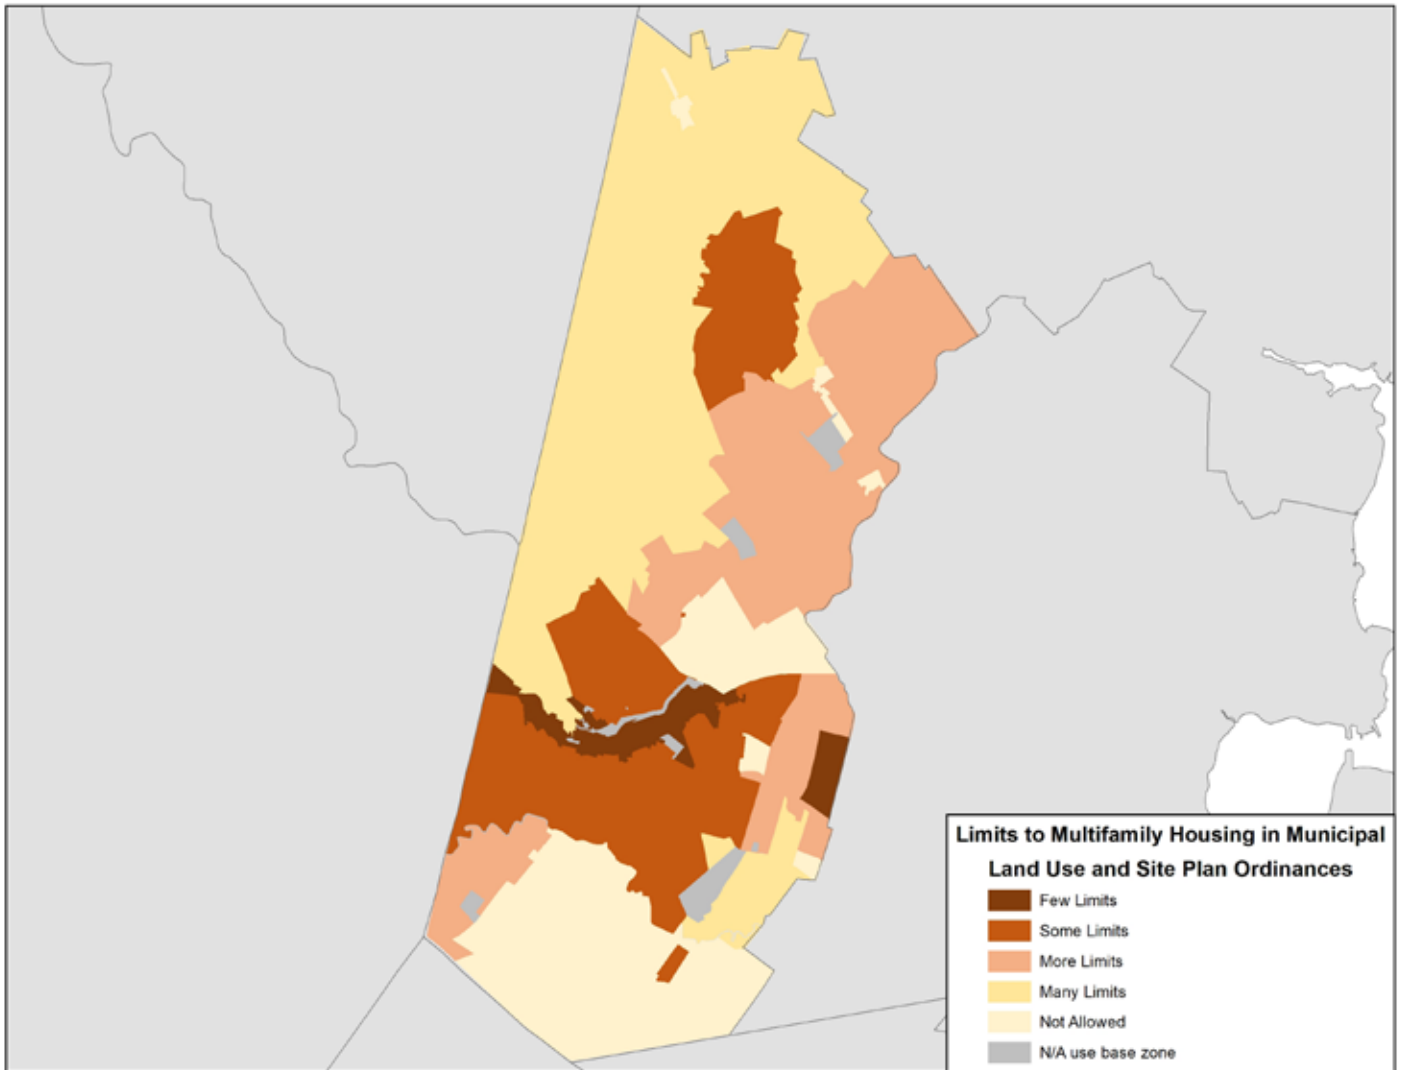 Limits to Multifamily Housing in Municipal
Land Use and Site Plan Ordinances
Few Limits
Some Limits
More Limits
Many Limits
Not Allowed
N/A use base zone